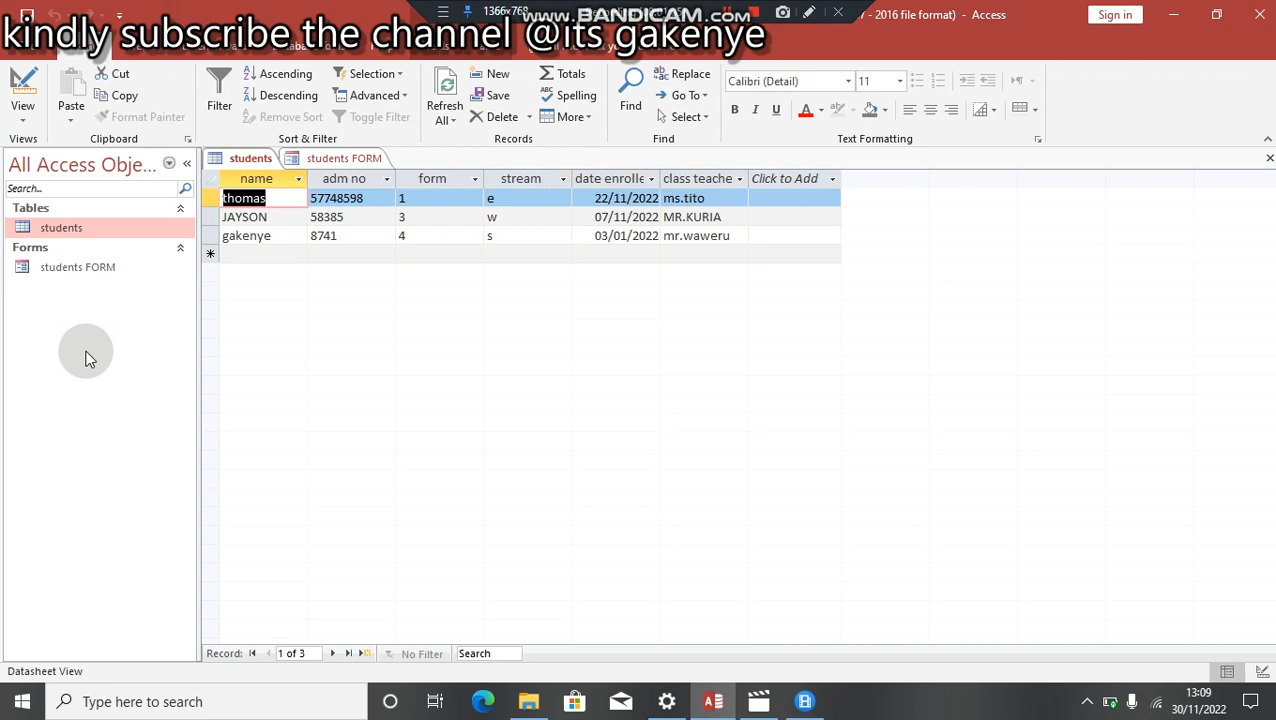 1366x768
www.BANDICAM.com
7 - 2016 file format) - Access
Sign in
kindly subscribe the channel @its gakenye
View
Views
Paste
Cut
Copy
Format Painter
Clipboard
Filter
Ascending
Descending
Remove Sort
Selection
Advanced
Toggle Filter
Sort & Filter
Refresh
All
New
Save
Delete
Totals
Spelling
More
Records
Find
Replace
Go To
Select
Find
Calibri (Detail)
11
B I U
A
Text Formatting
All Access Obje...
Search...
Tables
students
Forms
students FORM
students
students FORM
name adm no form stream date enrolle class teache Click to Add
thomas 57748598 1 e 22/11/2022 ms.tito
JAYSON 58385 3 w 07/11/2022 MR.KURIA
gakenye 8741 4 s 03/01/2022 mr.waweru
Record: 1 of 3 No Filter Search
Datasheet View
Type here to search
13:09
30/11/2022